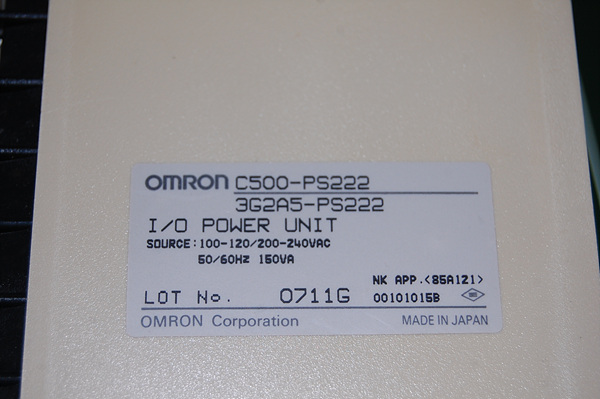 OMRON C500-PS222
3G2A5-PS222
I/O POWER UNIT
SOURCE:100-120/200-240VAC
50/60Hz 150VA
NK APP.<85A121>
LOT No. 0711G 00101015B
OMRON Corporation MADE IN JAPAN